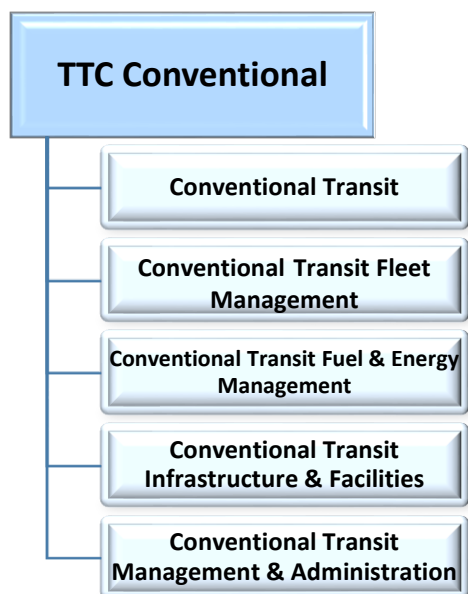 TTC Conventional
Conventional Transit
Conventional Transit Fleet
Management
Conventional Transit Fuel & Energy
Management
Conventional Transit
Infrastructure & Facilities
Conventional Transit
Management & Administration